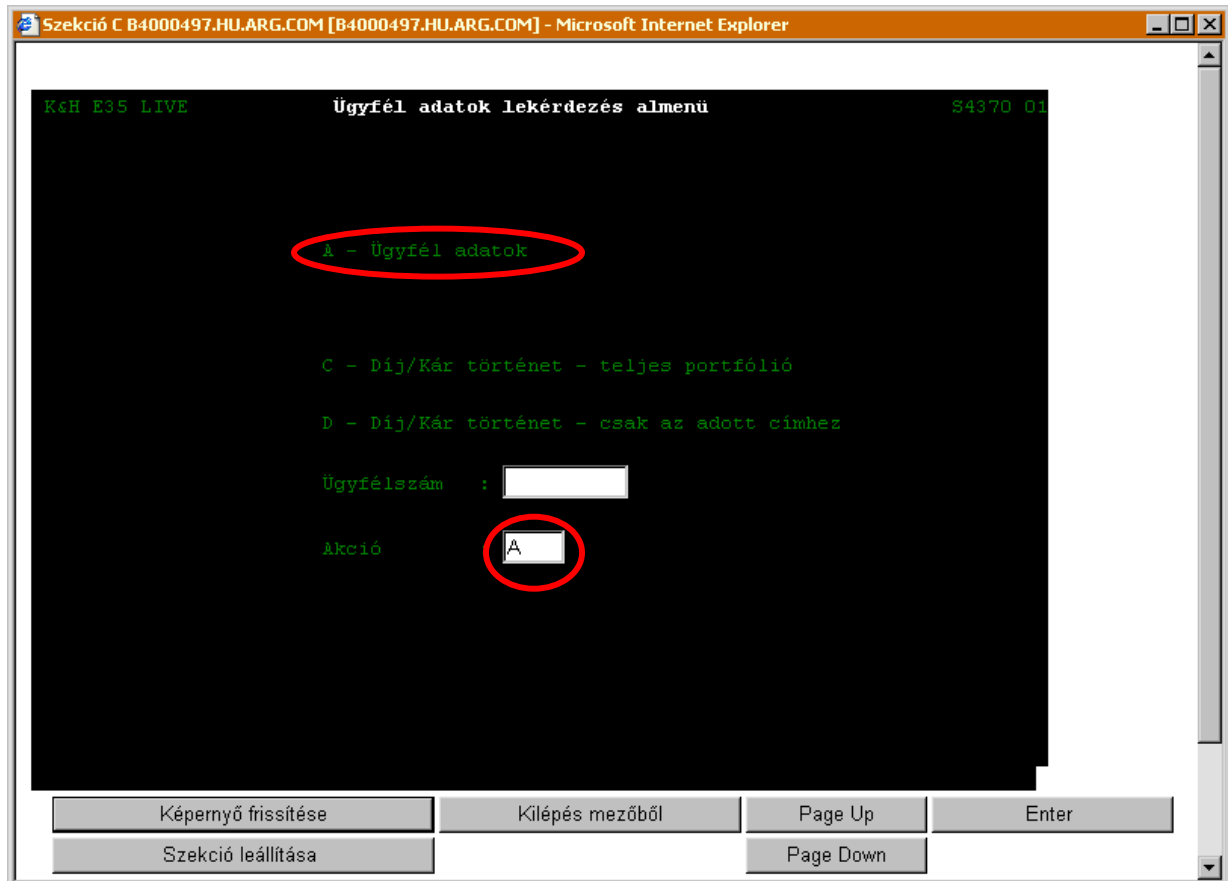 Szekció C B4000497.HU.ARG.COM [B4000497.HU.ARG.COM] - Microsoft Internet Explorer
K&H E35 LIVE Ügyfél adatok lekérdezés almenü S4370 01
A - Ügyfél adatok
C - Díj/Kár történet - teljes portfólió
D - Díj/Kár történet - csak az adott címhez
Ügyfélszám :
Akció A
Képernyő frissítése Kilépés mezőből Page Up Enter
Szekció leállítása Page Down